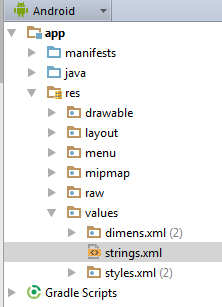 Android
app
manifests
java
res
drawable
layout
menu
mipmap
raw
values
dimens.xml (2)
strings.xml
styles.xml (2)
Gradle Scripts